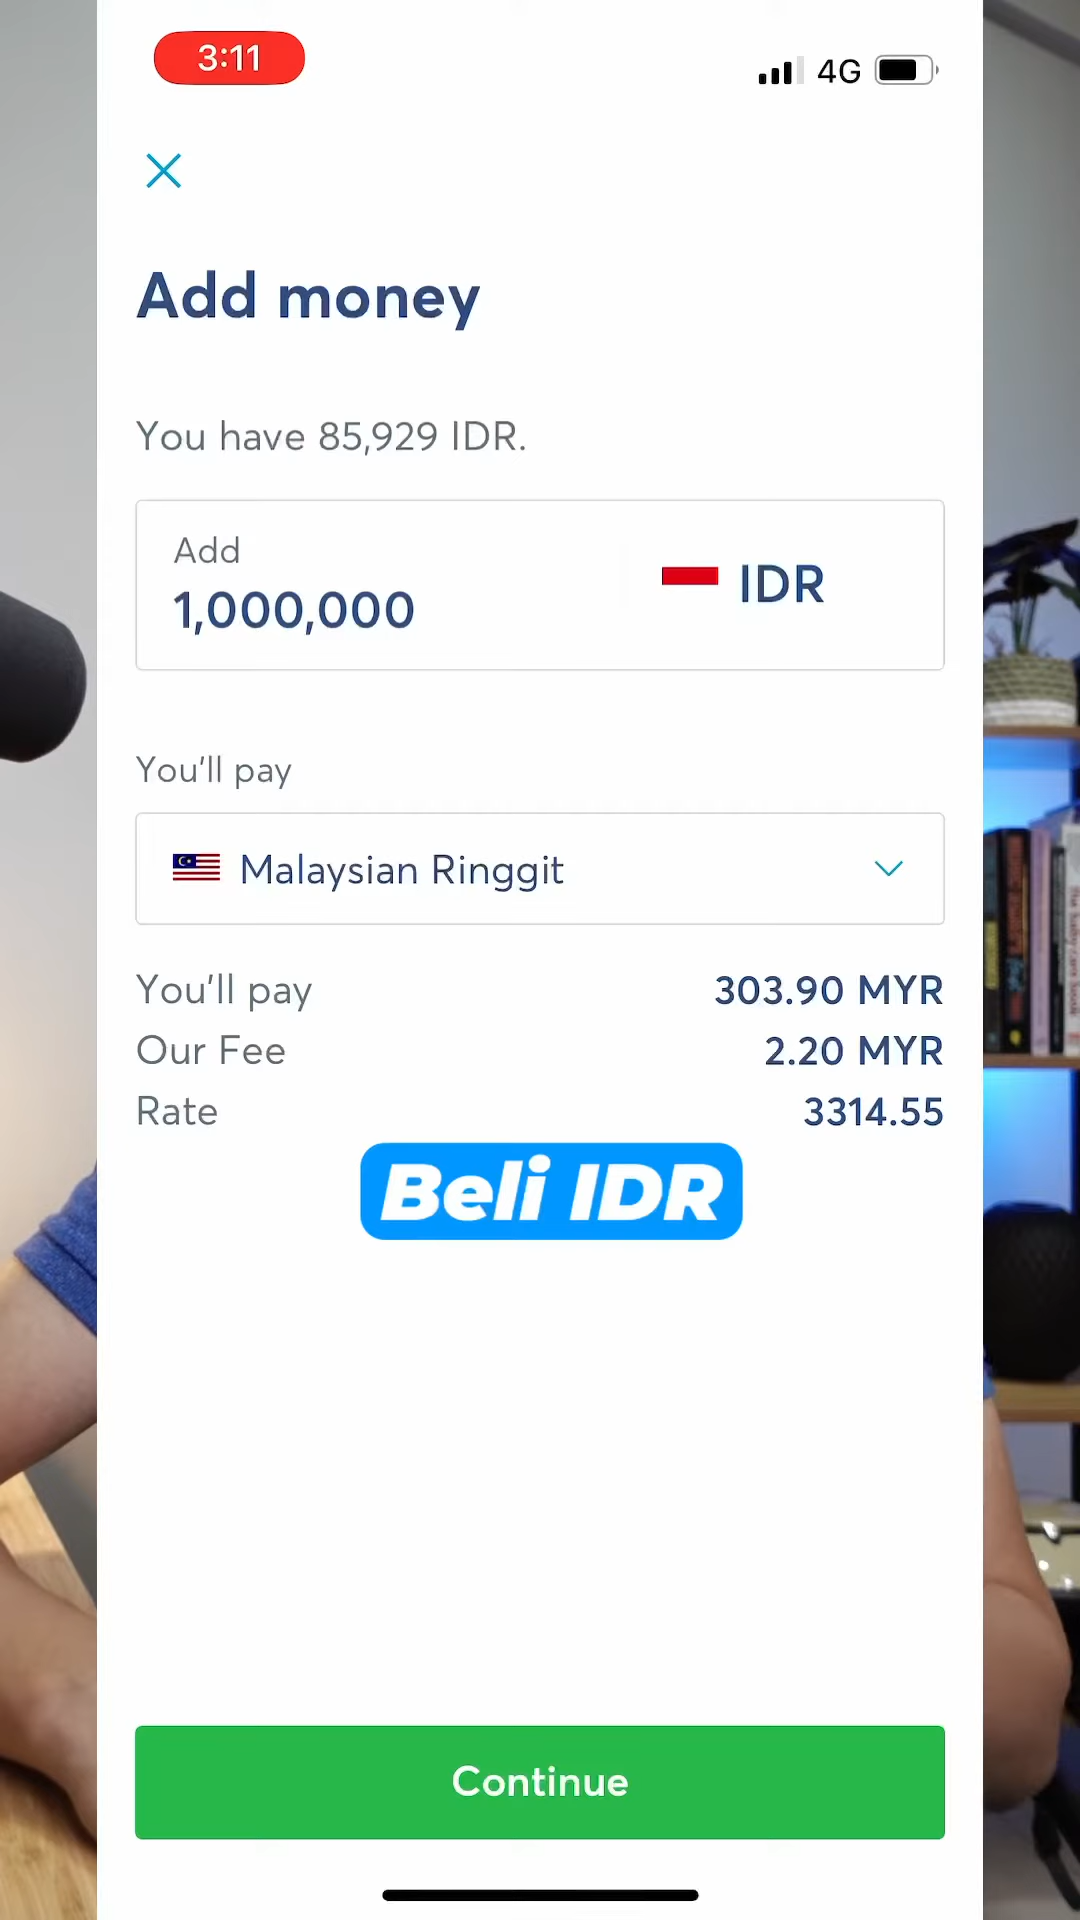 3:11
4G
Add money
You have 85,929 IDR.
Add
1,000,000
IDR
You'll pay
Malaysian Ringgit
You'll pay 303.90 MYR
Our Fee 2.20 MYR
Rate 3314.55
Beli IDR
Continue